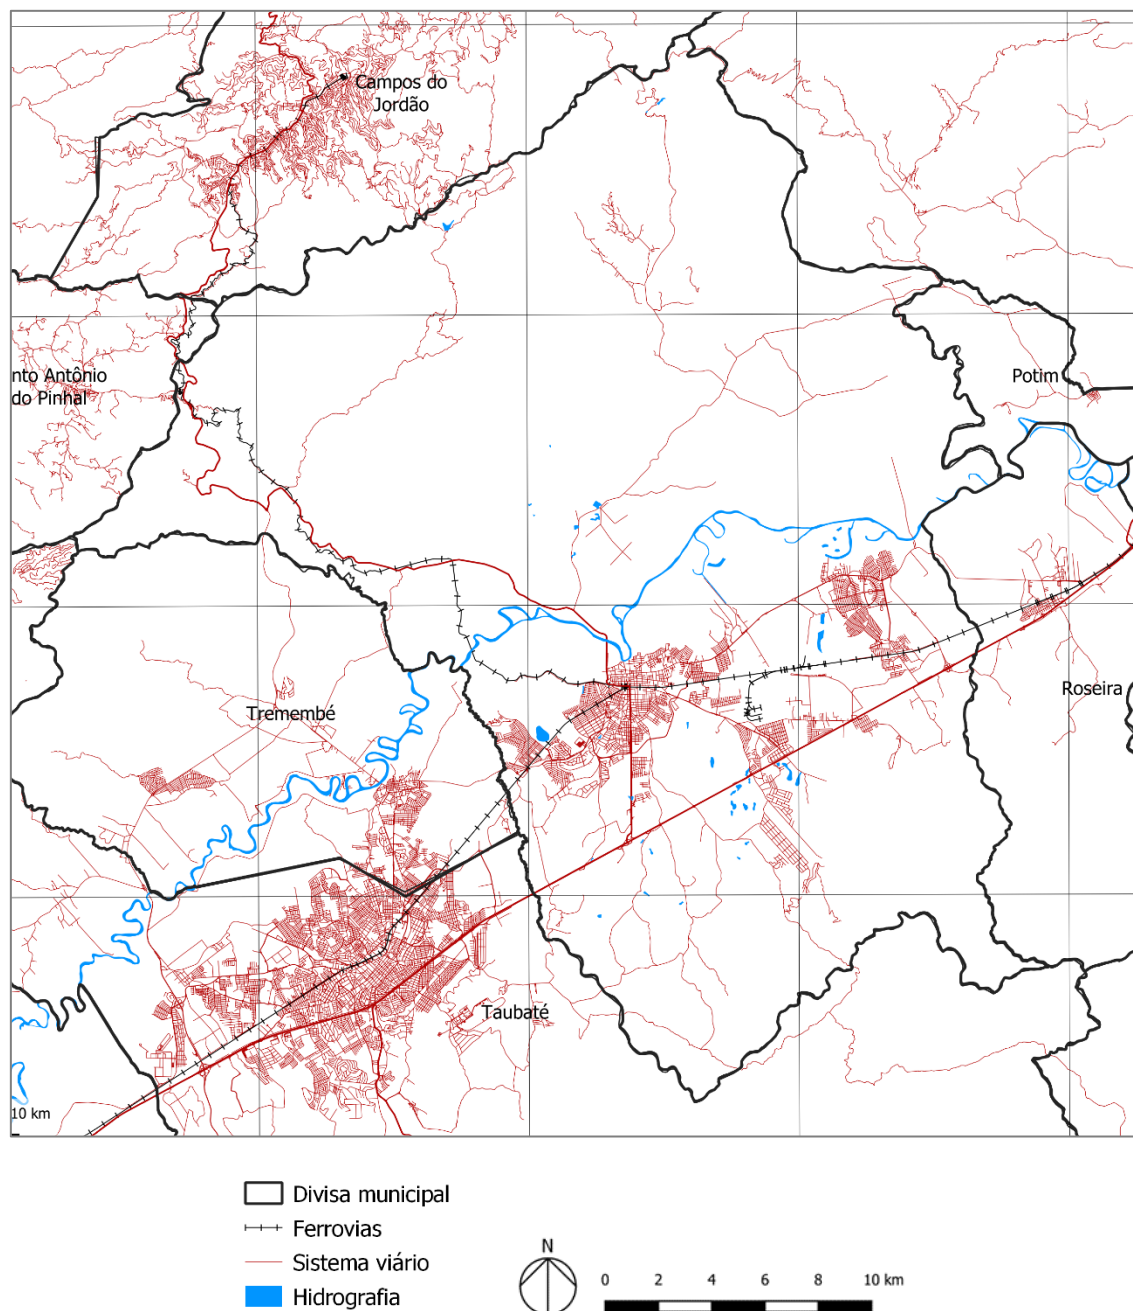 Campos do
Jordão
nto Antônio
do Pinhal
Potim
Roseira
Tremembé
Taubaté
10 km
Divisa municipal
Ferrovias
Sistema viário
Hidrografia
N
0 2 4 6 8 10 km